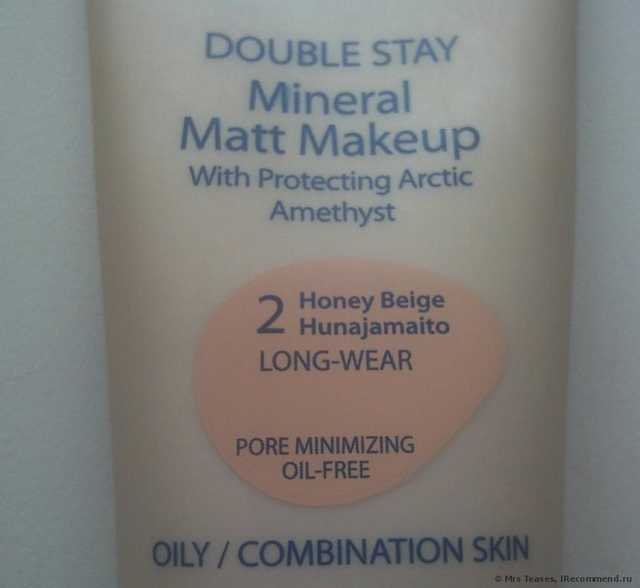 DOUBLE STAY
Mineral
Matt Makeup
With Protecting Arctic
Amethyst
2 Honey Beige
Hunajamaito
LONG-WEAR
PORE MINIMIZING
OIL-FREE
OILY / COMBINATION SKIN
© Mrs Teases, IRecommend.ru